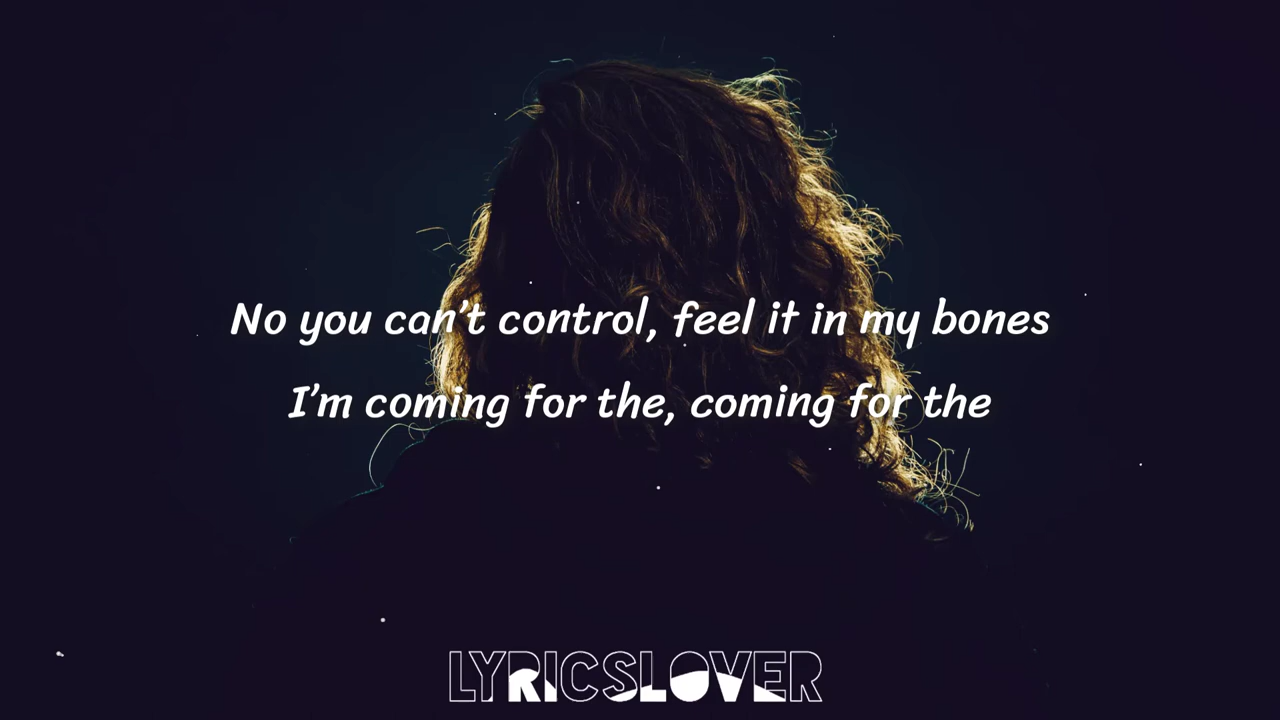 No you can’t control, feel it in my bones
I’m coming for the, coming for the
LYRICSLOVER